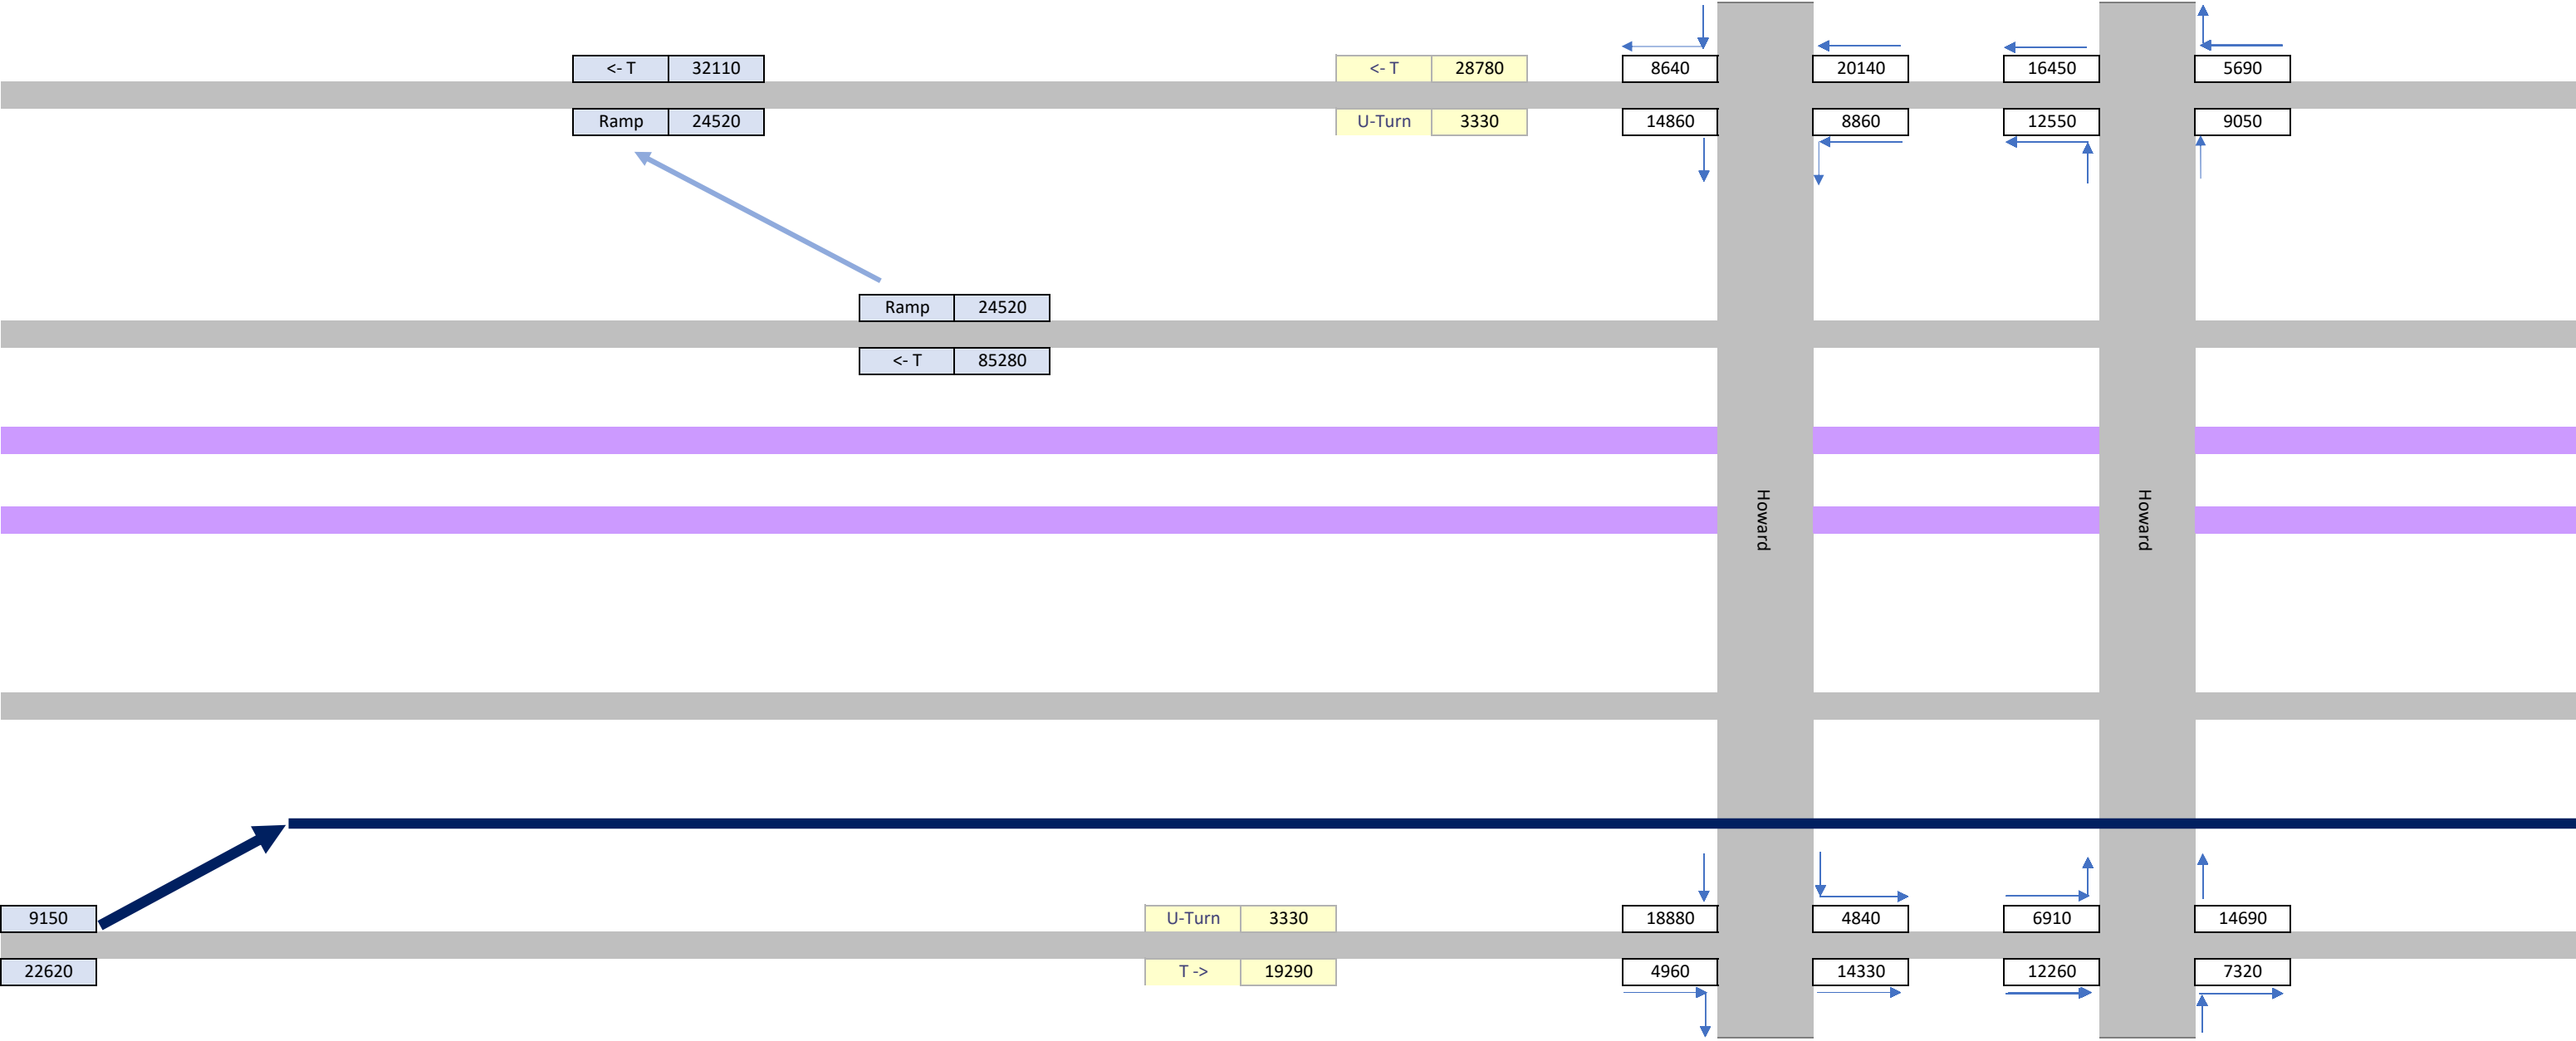 <- T 32110 <- T 28780 8640 20140 16450 5690
Ramp 24520 U-Turn 3330 14860 8860 12550 9050
Ramp 24520
<- T 85280
Howard Howard
9150 U-Turn 3330 18880 4840 6910 14690
22620 T -> 19290 4960 14330 12260 7320